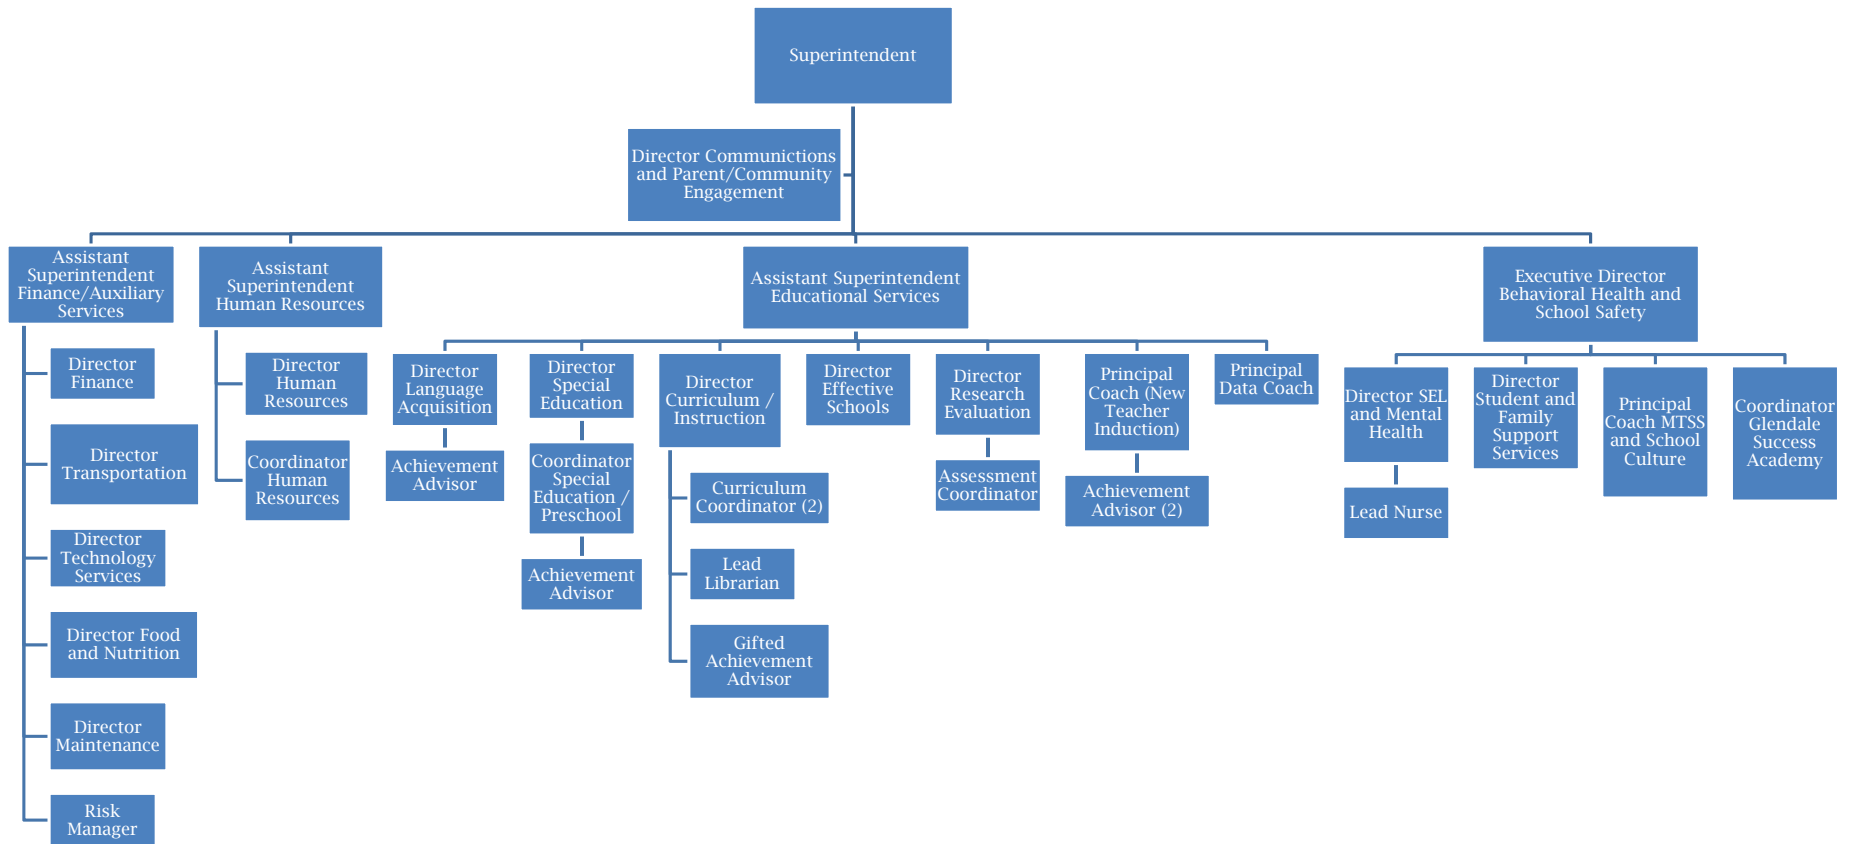 Superintendent
Director Communictions
and Parent/Community
Engagement
Assistant
Superintendent
Finance/Auxiliary
Services
Assistant
Superintendent
Human Resources
Assistant Superintendent
Educational Services
Executive Director
Behavioral Health and
School Safety
Director
Finance
Director
Transportation
Director
Technology
Services
Director Food
and Nutrition
Director
Maintenance
Risk
Manager
Director
Human
Resources
Coordinator
Human
Resources
Director
Language
Acquisition
Achievement
Advisor
Director
Special
Education
Coordinator
Special
Education /
Preschool
Achievement
Advisor
Director
Curriculum /
Instruction
Curriculum
Coordinator (2)
Lead
Librarian
Gifted
Achievement
Advisor
Director
Effective
Schools
Director
Research
Evaluation
Assessment
Coordinator
Principal
Coach (New
Teacher
Induction)
Achievement
Advisor (2)
Principal
Data Coach
Director SEL
and Mental
Health
Lead Nurse
Director
Student and
Family
Support
Services
Principal
Coach MTSS
and School
Culture
Coordinator
Glendale
Success
Academy